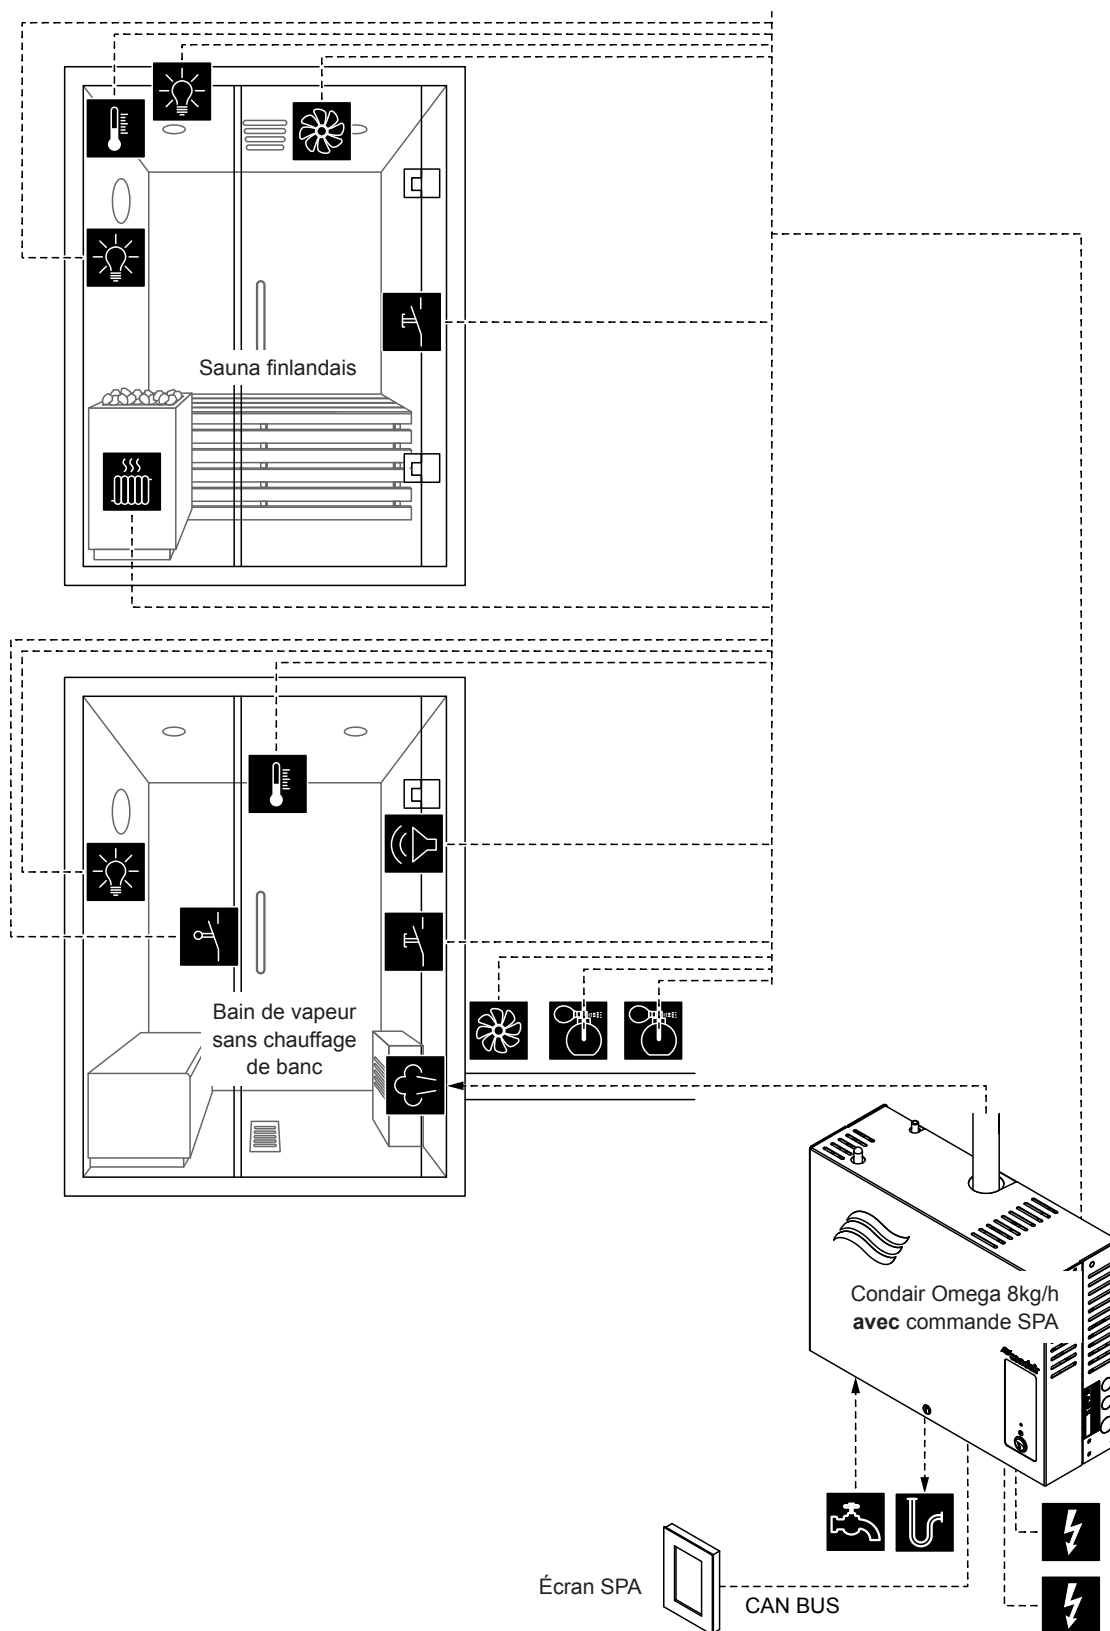 Sauna finlandais
Bain de vapeur
sans chauffage
de banc
Condair Omega 8kg/h
avec commande SPA
Écran SPA
CAN BUS